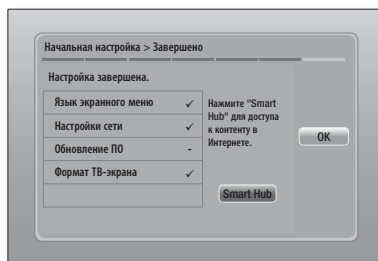 Начальная настройка > Завершено
Настройка завершена.
Язык экранного меню ✓
Настройки сети ✓
Обновление ПО -
Формат ТВ-экрана ✓
Нажмите "Smart
Hub" для доступа
к контенту в
Интернете.
Smart Hub
OK